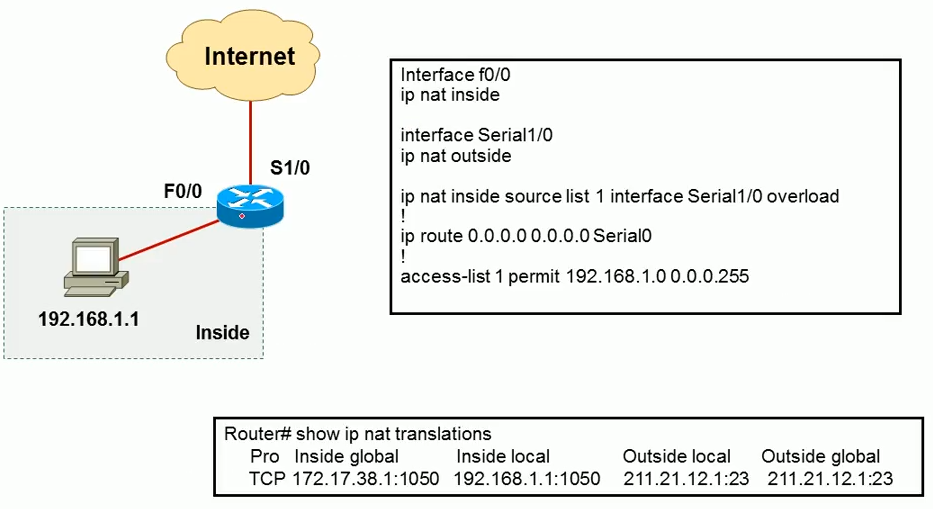 Internet
S1/0
F0/0
192.168.1.1
Inside
Interface f0/0
ip nat inside
interface Serial1/0
ip nat outside
ip nat inside source list 1 interface Serial1/0 overload
!
ip route 0.0.0.0 0.0.0.0 Serial0
!
access-list 1 permit 192.168.1.0 0.0.0.255
Router# show ip nat translations
Pro Inside global Inside local Outside local Outside global
TCP 172.17.38.1:1050 192.168.1.1:1050 211.21.12.1:23 211.21.12.1:23